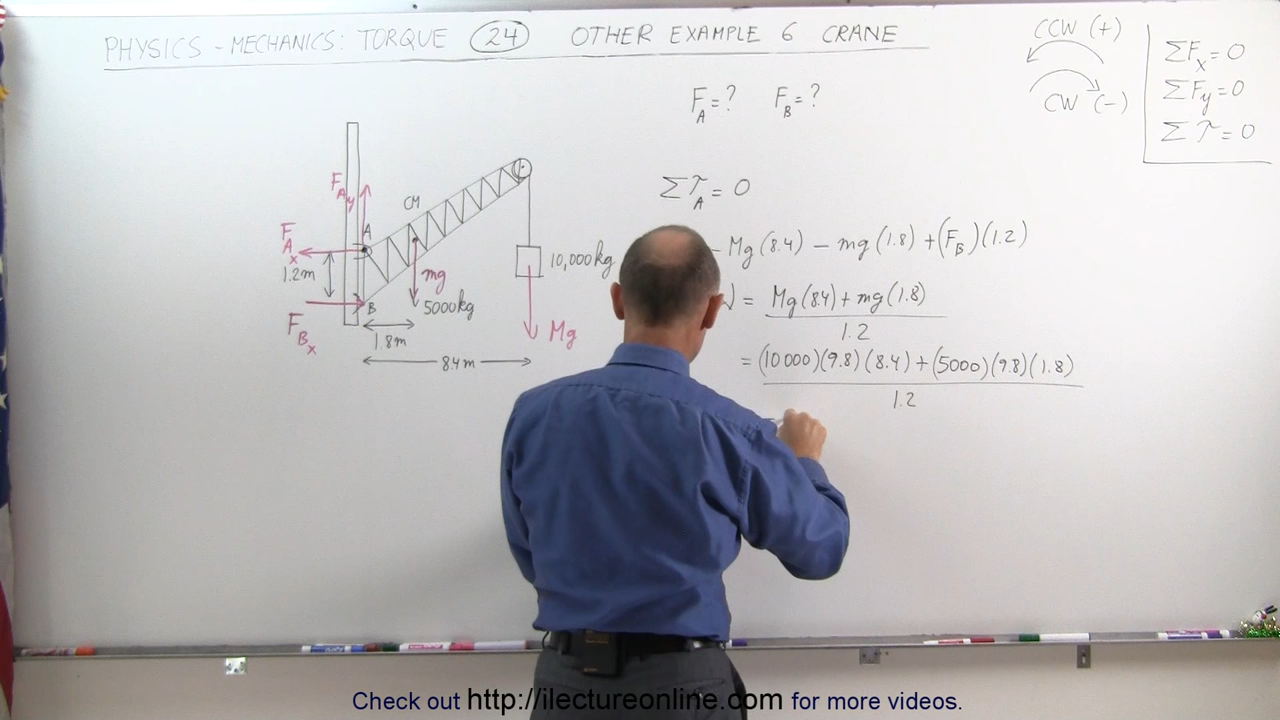 PHYSICS - MECHANICS: TORQUE 24 OTHER EXAMPLE 6 CRANE
CCW (+)
CW (-)
ΣFx = 0
ΣFy = 0
Στ = 0
FA = ? FB = ?
ΣτA = 0
- Mg (8.4) - mg (1.8) + (FB)(1.2)
= Mg(8.4) + mg(1.8)
1.2
= (10000)(9.8)(8.4) + (5000)(9.8)(1.8)
1.2
FAy
CM
A
FAx
1.2m
mg
10,000kg
B
5000kg
FBx
1.8m
Mg
8.4m
Check out http://ilectureonline.com for more videos.